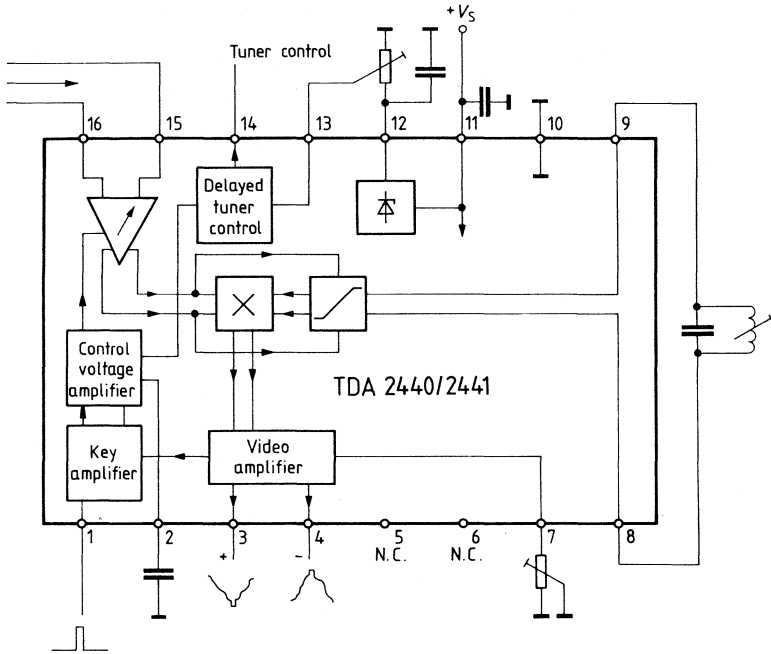 +VS
Tuner control
16
15
14
13
12
11
10
9
Delayed
tuner
control
Control
voltage
amplifier
TDA 2440/2441
Key
amplifier
Video
amplifier
1
2
3
4
5
6
7
8
+
-
N.C.
N.C.